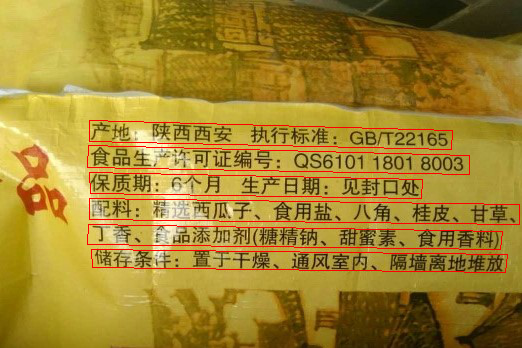 品
产地：陕西西安 执行标准：GB/T22165
食品生产许可证编号：QS6101 1801 8003
保质期：6个月 生产日期：见封口处
配料：精选西瓜子、食用盐、八角、桂皮、甘草、
丁香、食品添加剂(糖精钠、甜蜜素、食用香料)
储存条件：置于干燥、通风室内、隔墙离地堆放